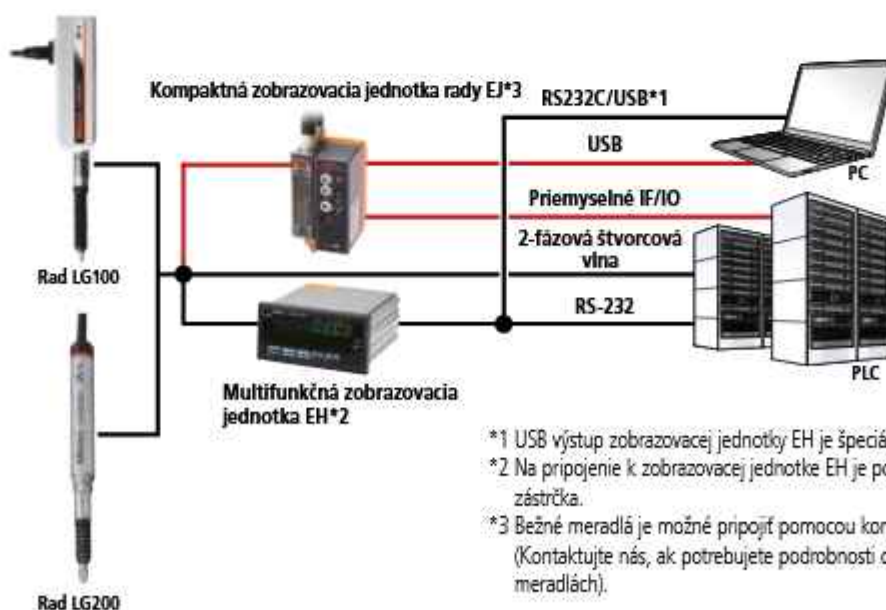 Kompaktná zobrazovacia jednotka rady EJ*3
RS232C/USB*1
USB
PC
Priemyselné IF/IO
2-fázová štvorcová
vlna
Rad LG100
RS-232
PLC
Multifunkčná zobrazovacia
jednotka EH*2
*1 USB výstup zobrazovacej jednotky EH je
*2 Na pripojenie k zobrazovacej jednotke EH je
zástrčka.
*3 Bežné meradlá je možné pripojiť pomocou
(Kontaktujte nás, ak potrebujete podrobnosti
meradlách).
Rad LG200